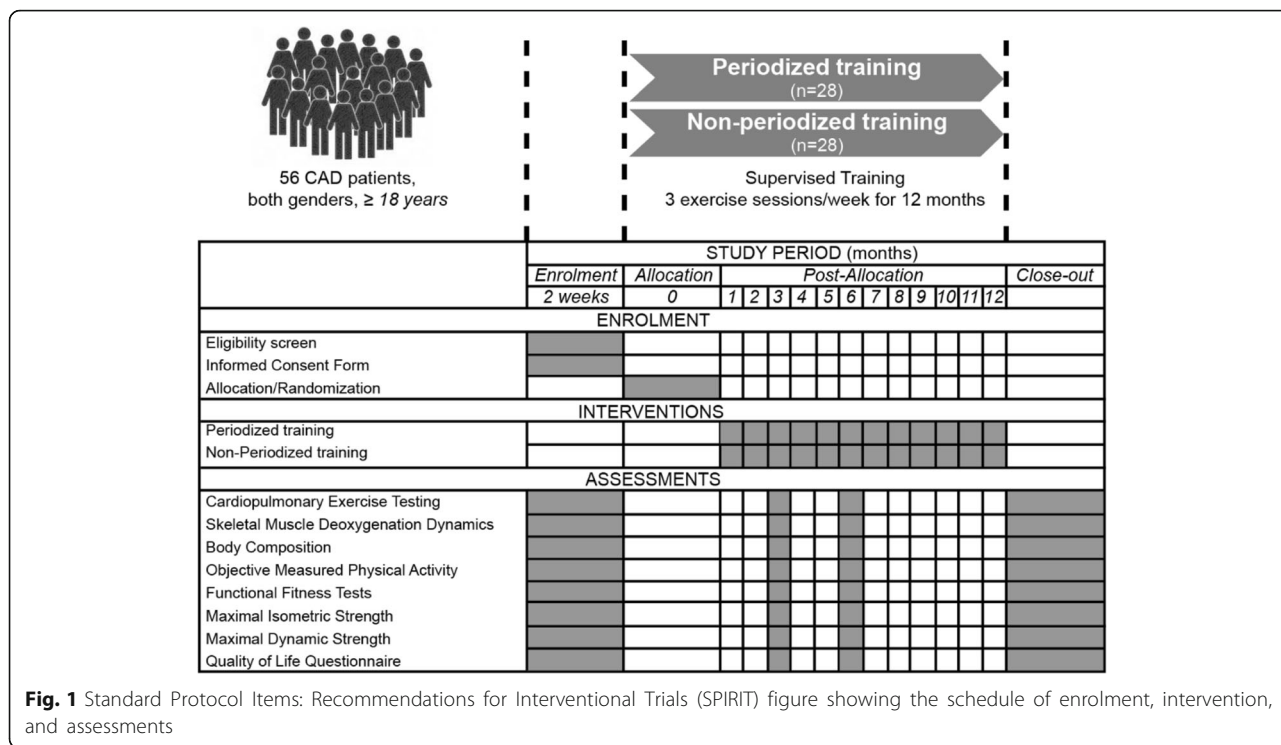 Periodized training
(n=28)
Non-periodized training
(n=28)
56 CAD patients,
both genders, ≥ 18 years
Supervised Training
3 exercise sessions/week for 12 months
STUDY PERIOD (months)
Enrolment Allocation Post-Allocation Close-out
2 weeks 0 1 2 3 4 5 6 7 8 9 10 11 12
ENROLMENT
Eligibility screen
Informed Consent Form
Allocation/Randomization
INTERVENTIONS
Periodized training
Non-Periodized training
ASSESSMENTS
Cardiopulmonary Exercise Testing
Skeletal Muscle Deoxygenation Dynamics
Body Composition
Objective Measured Physical Activity
Functional Fitness Tests
Maximal Isometric Strength
Maximal Dynamic Strength
Quality of Life Questionnaire
Fig. 1 Standard Protocol Items: Recommendations for Interventional Trials (SPIRIT) figure showing the schedule of enrolment, intervention,
and assessments